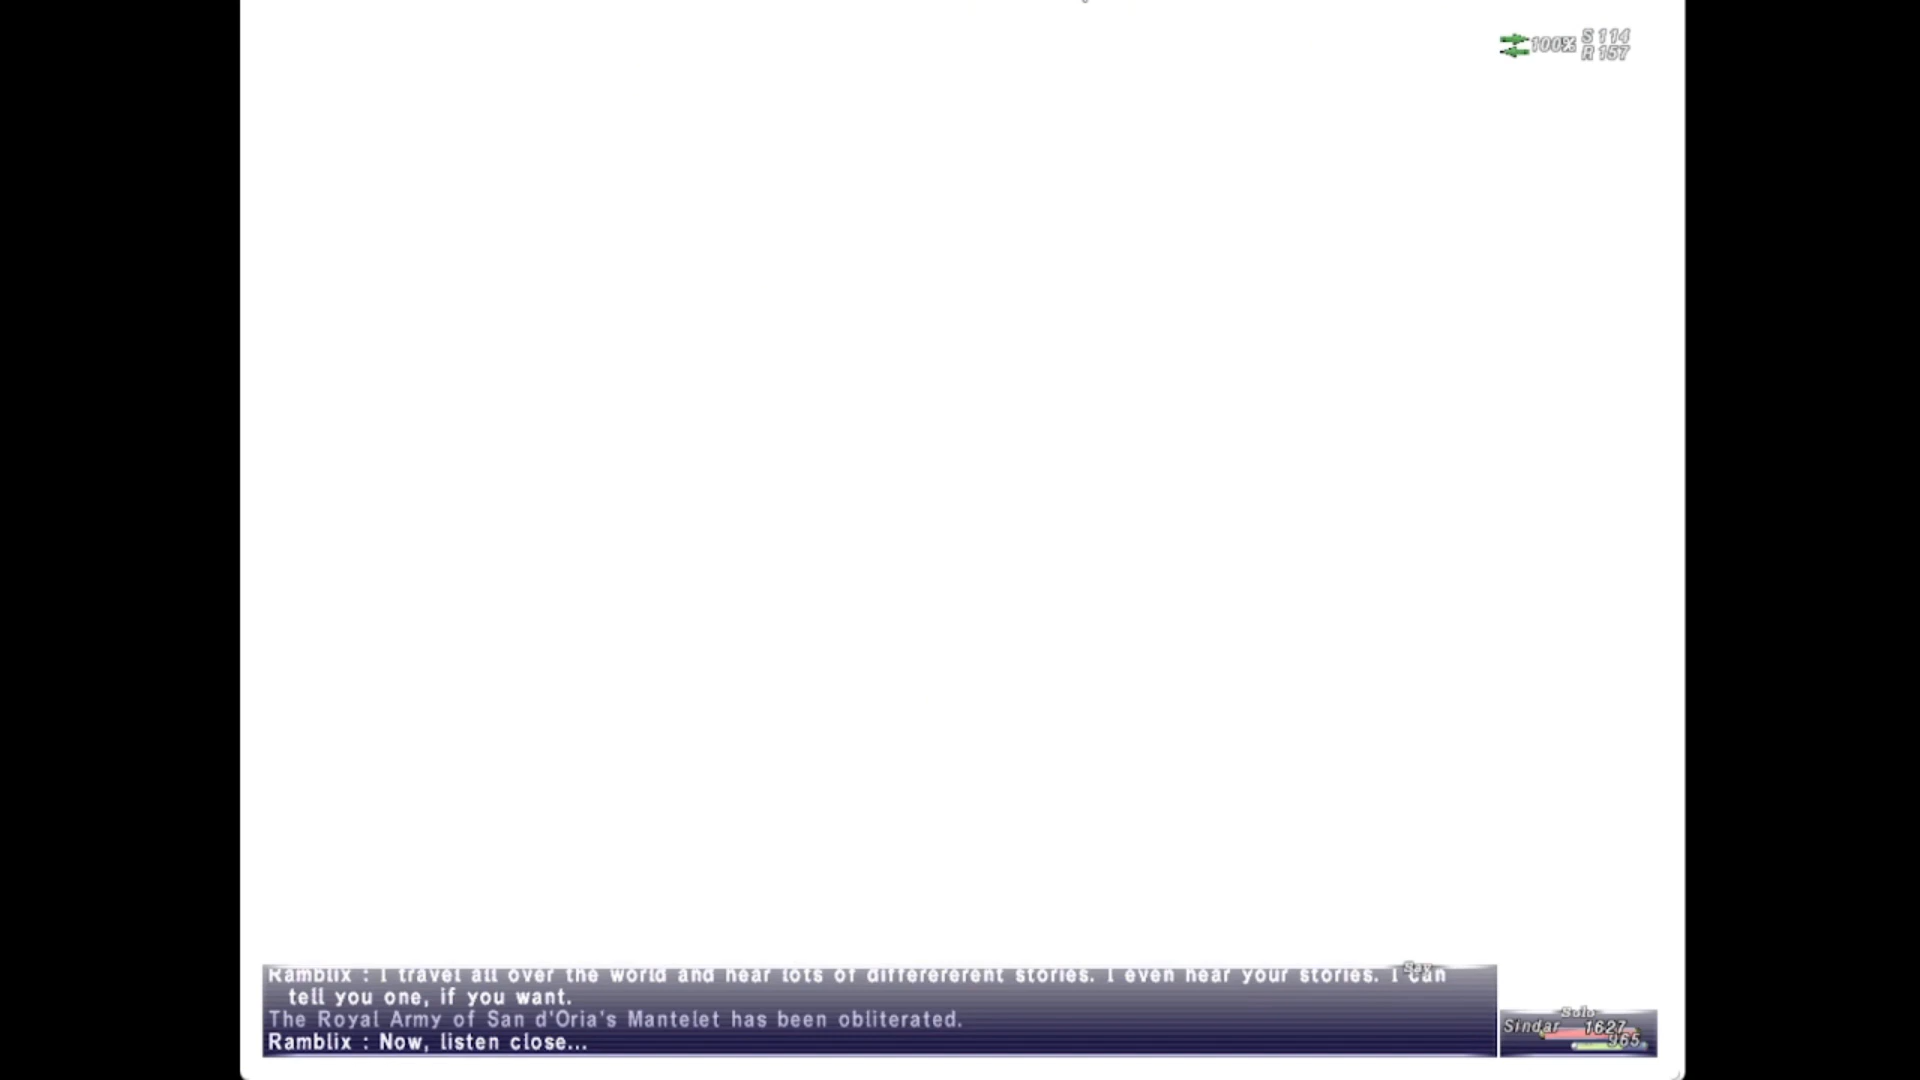 100% S 114
R 157
Ramblix : I travel all over the world and hear lots of differererent stories. I even hear your stories. I can
Say
tell you one, if you want.
The Royal Army of San d'Oria's Mantelet has been obliterated.
Ramblix : Now, listen close...
Solo
Sindar 1627
965